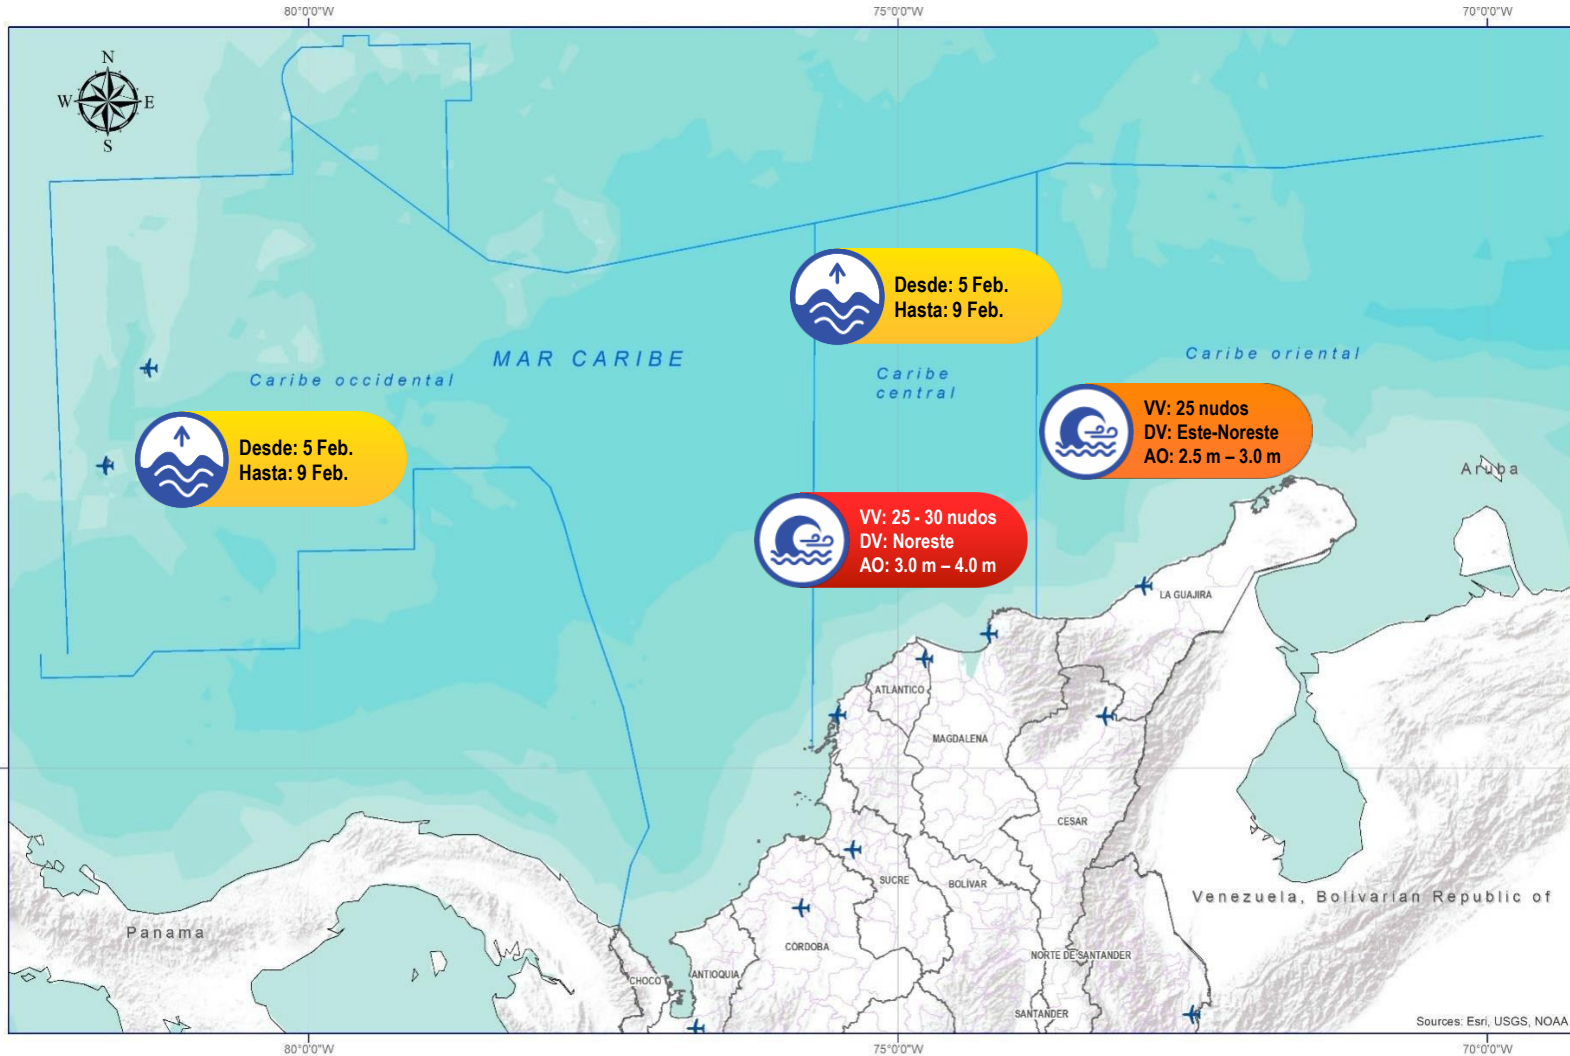 80°0'0"W
75°0'0"W
70°0'0"W
N
W
E
S
Desde: 5 Feb.
Hasta: 9 Feb.
MAR CARIBE
Caribe occidental
Caribe
central
Caribe oriental
VV: 25 nudos
DV: Este-Noreste
AO: 2.5 m – 3.0 m
Desde: 5 Feb.
Hasta: 9 Feb.
Aruba
VV: 25 - 30 nudos
DV: Noreste
AO: 3.0 m – 4.0 m
LA GUAJIRA
ATLANTICO
MAGDALENA
CESAR
SUCRE
BOLÍVAR
Venezuela, Bolivarian Republic of
Panama
CÓRDOBA
NORTE DE SANTANDER
CHOCÓ
ANTIOQUIA
SANTANDER
Sources: Esri, USGS, NOAA
80°0'0"W
75°0'0"W
70°0'0"W